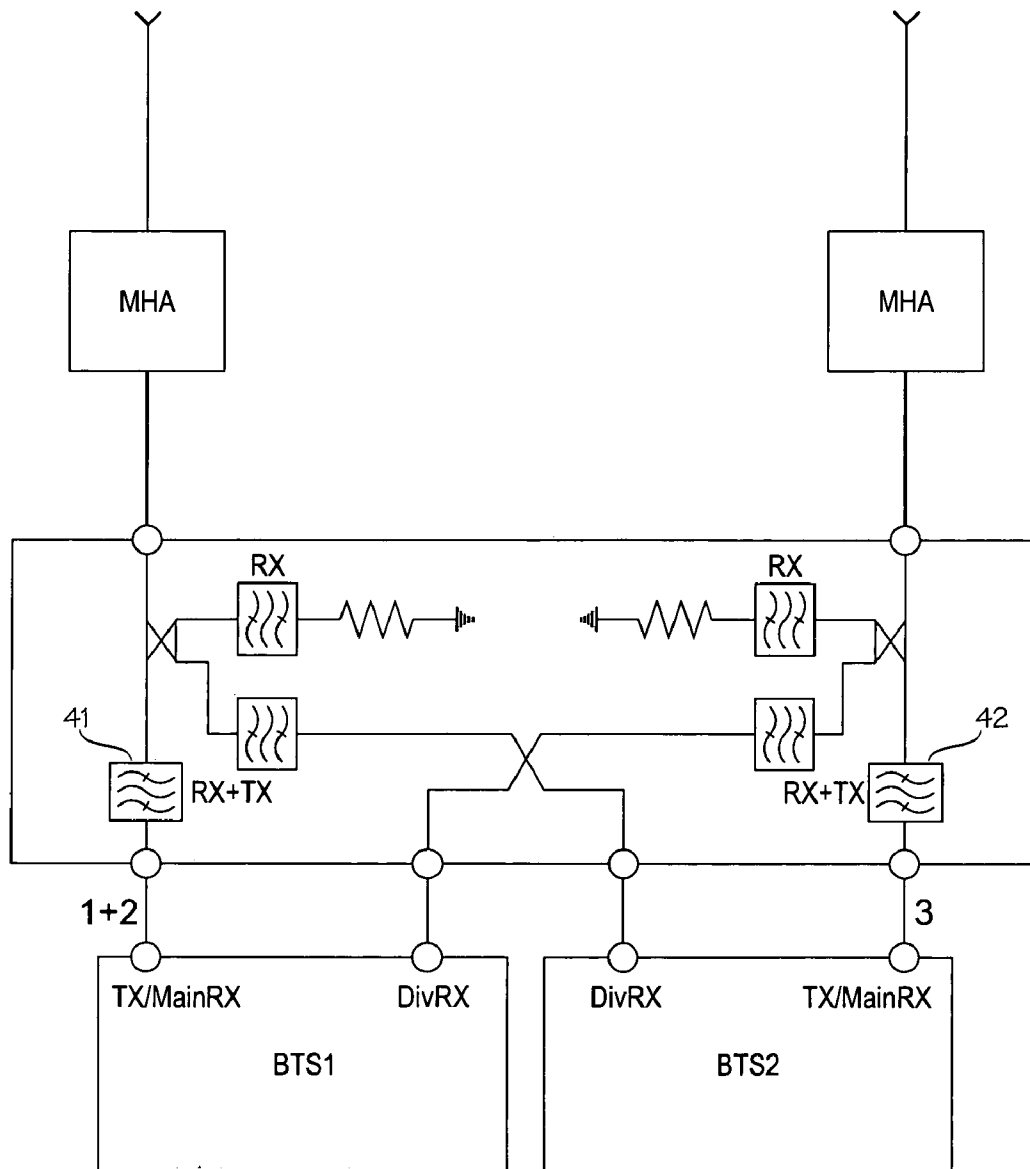 MHA
MHA
RX
RX
41
42
RX+TX
RX+TX
1+2
3
TX/MainRX
DivRX
DivRX
TX/MainRX
BTS1
BTS2